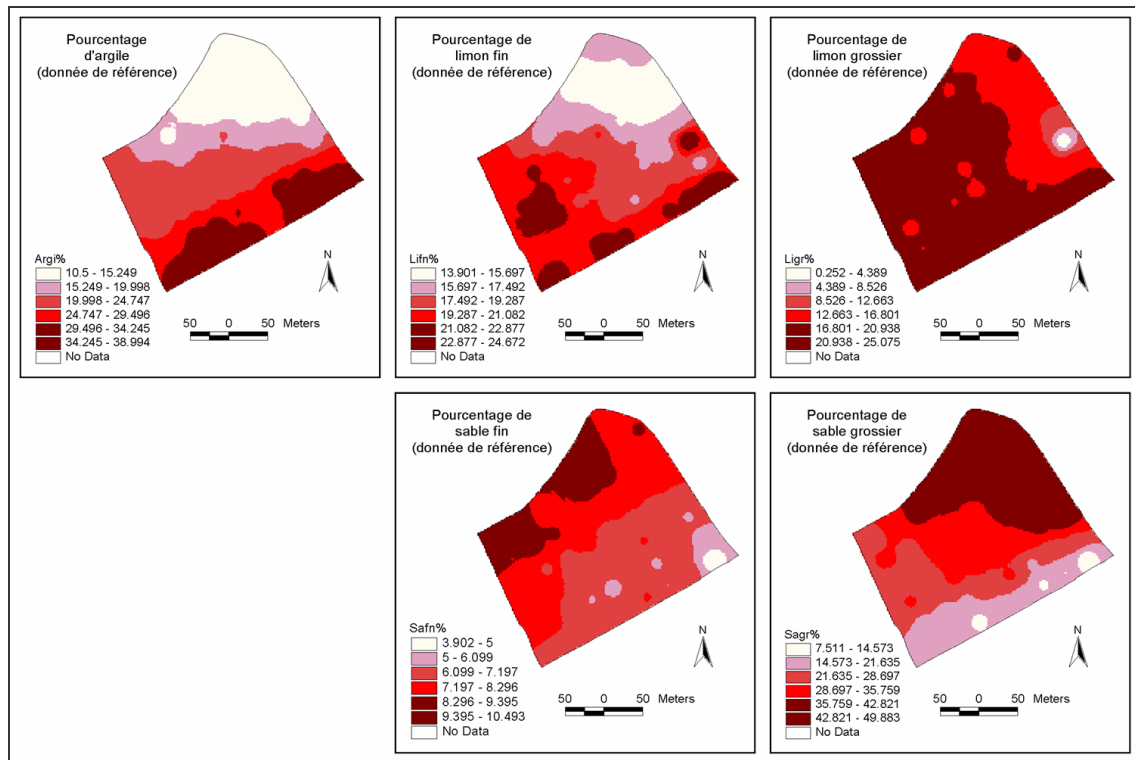 Pourcentage
d'argile
(donnée de référence)
Argi%
10.5 - 15.249
15.249 - 19.998
19.998 - 24.747
24.747 - 29.496
29.496 - 34.245
34.245 - 38.994
No Data
N
50 0 50 Meters
Pourcentage de
limon fin
(donnée de référence)
Lifn%
13.901 - 15.697
15.697 - 17.492
17.492 - 19.287
19.287 - 21.082
21.082 - 22.877
22.877 - 24.672
No Data
N
50 0 50 Meters
Pourcentage de
limon grossier
(donnée de référence)
Ligr%
0.252 - 4.389
4.389 - 8.526
8.526 - 12.663
12.663 - 16.801
16.801 - 20.938
20.938 - 25.075
No Data
N
50 0 50 Meters
Pourcentage de
sable fin
(donnée de référence)
Safn%
3.902 - 5
5 - 6.099
6.099 - 7.197
7.197 - 8.296
8.296 - 9.395
9.395 - 10.493
No Data
N
50 0 50 Meters
Pourcentage de
sable grossier
(donnée de référence)
Sagr%
7.511 - 14.573
14.573 - 21.635
21.635 - 28.697
28.697 - 35.759
35.759 - 42.821
42.821 - 49.883
No Data
N
50 0 50 Meters